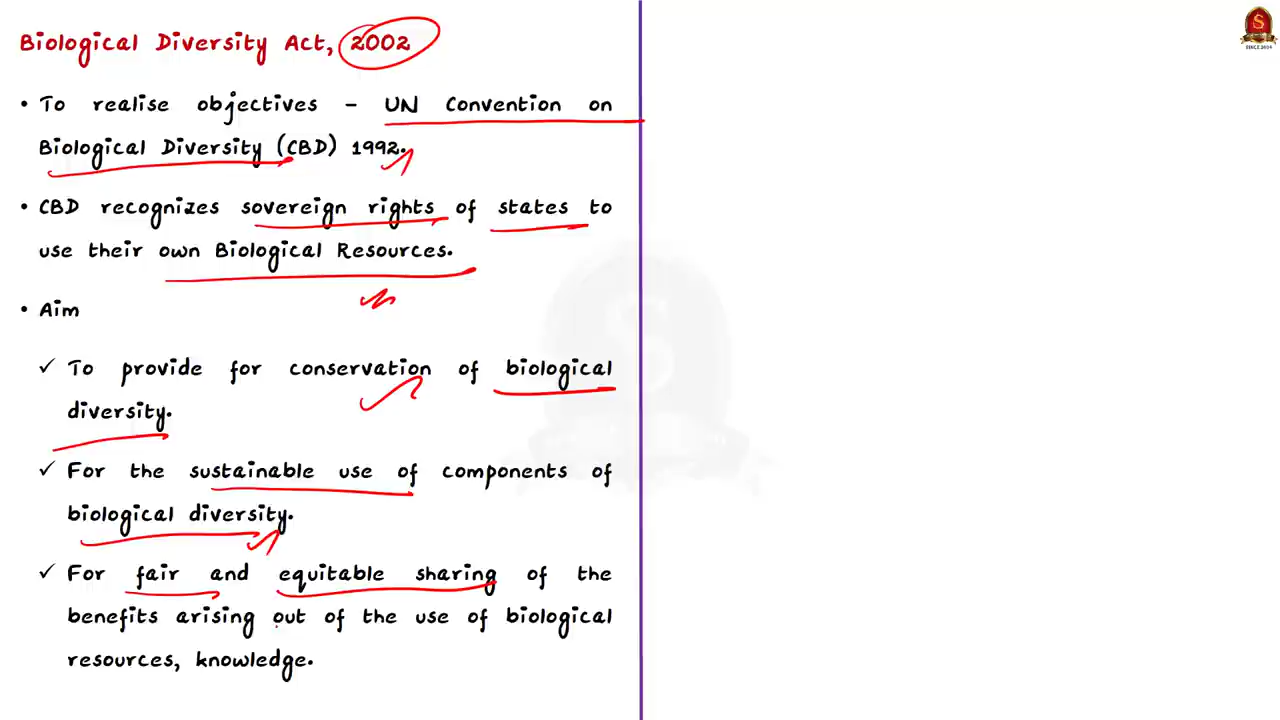 Biological Diversity Act, 2002
• To realise objectives – UN Convention on
Biological Diversity (CBD) 1992.
• CBD recognizes sovereign rights of states to
use their own Biological Resources.
• Aim
✓ To provide for conservation of biological
diversity.
✓ For the sustainable use of components of
biological diversity.
✓ For fair and equitable sharing of the
benefits arising out of the use of biological
resources, knowledge.
S
SINCE 2014